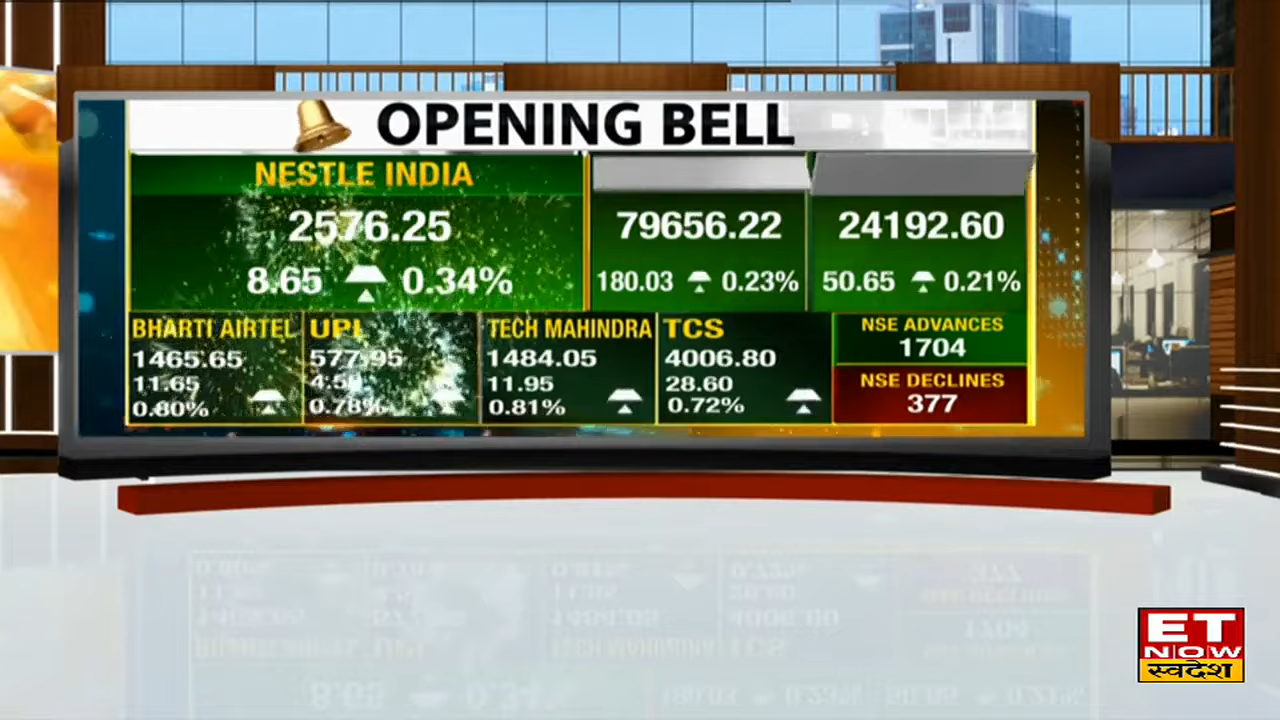 OPENING BELL
NESTLE INDIA
2576.25
8.65 0.34%
79656.22
180.03 0.23%
24192.60
50.65 0.21%
BHARTI AIRTEL
1465.65
11.65
0.80%
UPL
577.95
0.78%
TECH MAHINDRA
1484.05
11.95
0.81%
TCS
4006.80
28.60
0.72%
NSE ADVANCES
1704
NSE DECLINES
377
ET
NOW
स्वदेश